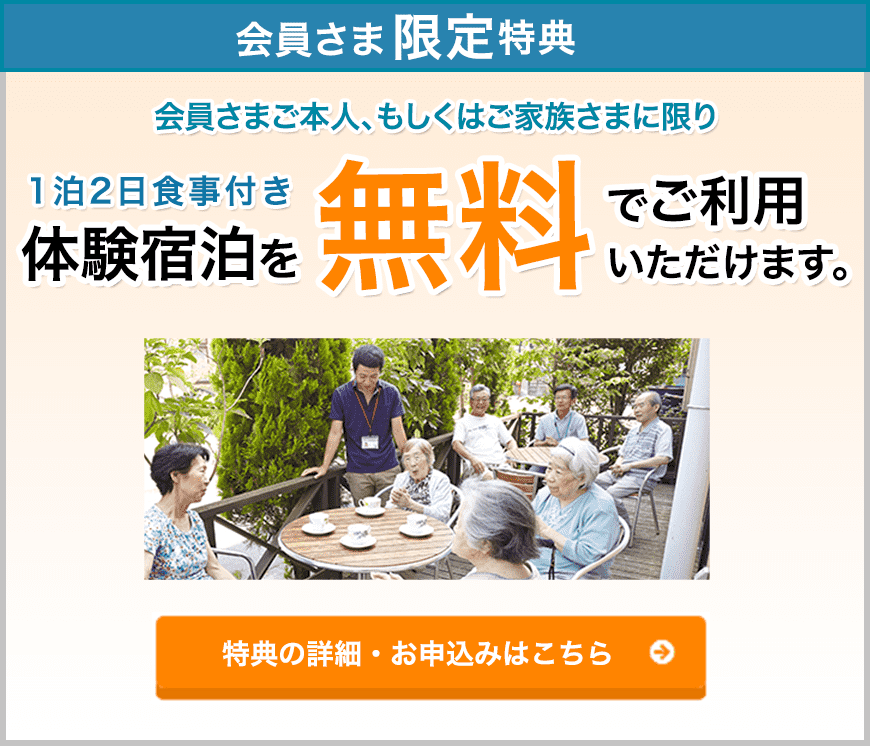 会員さま限定特典
会員さまご本人、もしくはご家族さまに限り
1泊2日食事付き
体験宿泊を
無料
でご利用
いただけます。
特典の詳細・お申込みはこちら